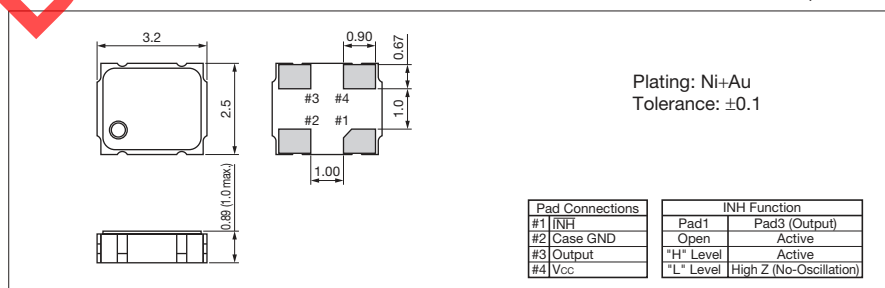 3.2
2.5
0.89 (1.0 max.)
0.90
0.67
1.0
#3 #4
#2 #1
1.00
Plating: Ni+Au
Tolerance: ±0.1
Pad Connections
#1 INH
#2 Case GND
#3 Output
#4 Vcc
INH Function
Pad1 Pad3 (Output)
Open Active
"H" Level Active
"L" Level High Z (No-Oscillation)